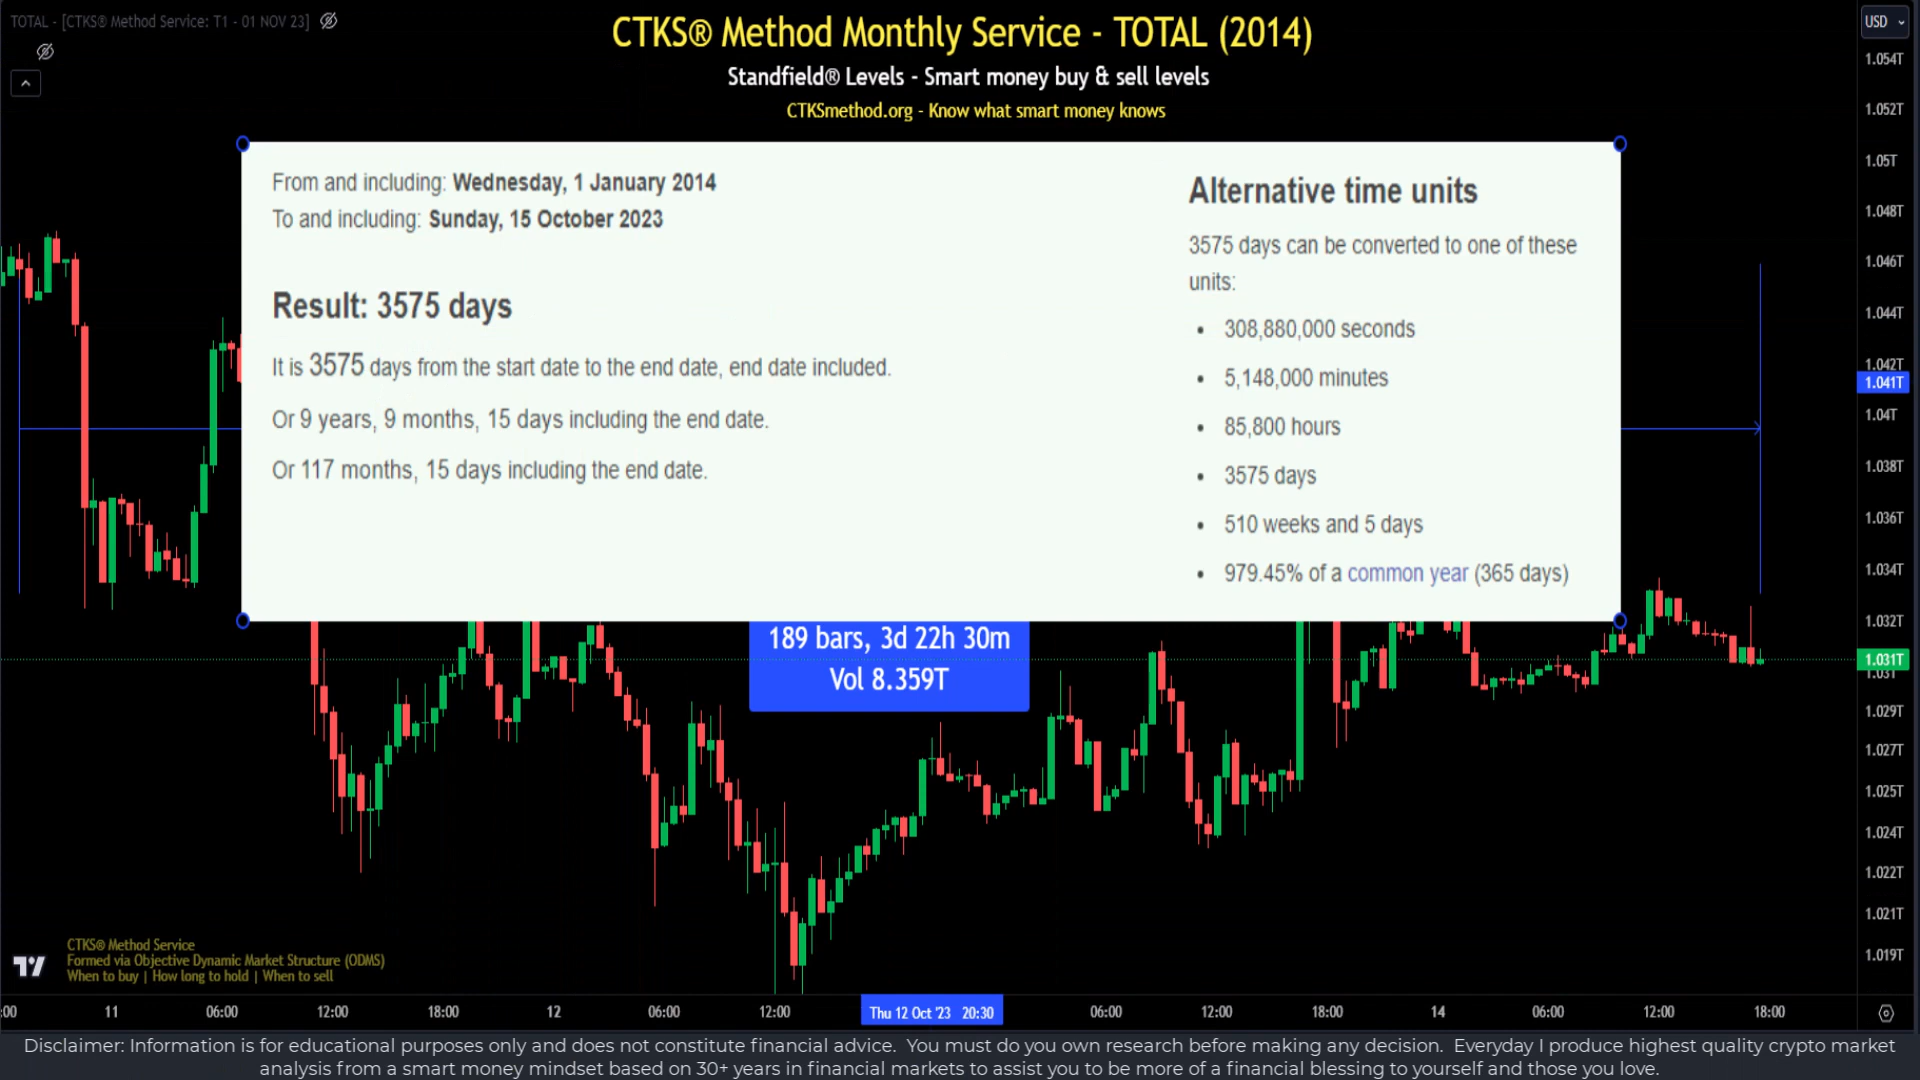 TOTAL - [CTKS® Method Service: T1 - 01 NOV 23]
CTKS® Method Monthly Service - TOTAL (2014)
Standfield® Levels - Smart money buy & sell levels
CTKSmethod.org - Know what smart money knows
USD
1.054T
1.052T
1.05T
1.048T
1.046T
1.044T
1.042T
1.041T
1.04T
1.038T
1.036T
1.034T
1.032T
1.031T
1.031T
1.029T
1.027T
1.025T
1.024T
1.022T
1.021T
1.019T
From and including: Wednesday, 1 January 2014
To and including: Sunday, 15 October 2023
Result: 3575 days
It is 3575 days from the start date to the end date, end date included.
Or 9 years, 9 months, 15 days including the end date.
Or 117 months, 15 days including the end date.
Alternative time units
3575 days can be converted to one of these
units:
• 308,880,000 seconds
• 5,148,000 minutes
• 85,800 hours
• 3575 days
• 510 weeks and 5 days
• 979.45% of a common year (365 days)
189 bars, 3d 22h 30m
Vol 8.359T
CTKS® Method Service
Formed via Objective Dynamic Market Structure (ODMS)
When to buy | How long to hold | When to sell
:00 11 06:00 12:00 18:00 12 06:00 12:00 Thu 12 Oct '23 20:30 06:00 12:00 18:00 14 06:00 12:00 18:00
Disclaimer: Information is for educational purposes only and does not constitute financial advice. You must do you own research before making any decision. Everyday I produce highest quality crypto market
analysis from a smart money mindset based on 30+ years in financial markets to assist you to be more of a financial blessing to yourself and those you love.